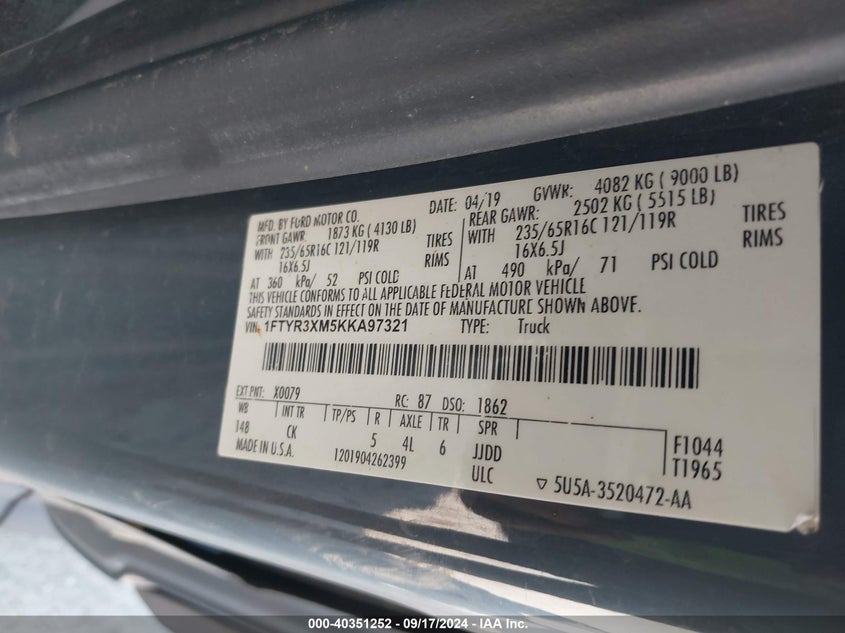 MFD. BY FORD MOTOR CO. DATE: 04/19 GVWR: 4082 KG ( 9000 LB)
FRONT GAWR: 1873 KG ( 4130 LB) REAR GAWR: 2502 KG ( 5515 LB)
WITH 235/65R16C 121/119R TIRES WITH 235/65R16C 121/119R TIRES
16X6.5J RIMS 16X6.5J RIMS
AT 360 kPa/ 52 PSI COLD AT 490 kPa/ 71 PSI COLD
THIS VEHICLE CONFORMS TO ALL APPLICABLE FEDERAL MOTOR VEHICLE
SAFETY STANDARDS IN EFFECT ON THE DATE OF MANUFACTURE SHOWN ABOVE.
VIN: 1FTYR3XM5KKA97321 TYPE: Truck
EXT PNT: X0079 RC: 87 DSO: 1862
WB INT TR TP/PS R AXLE TR SPR
148 CK 5 4L 6 JJDD F1044
MADE IN U.S.A. 1201904262399 ULC T1965
5U5A-3520472-AA
000-40351252 - 09/17/2024 - IAA Inc.